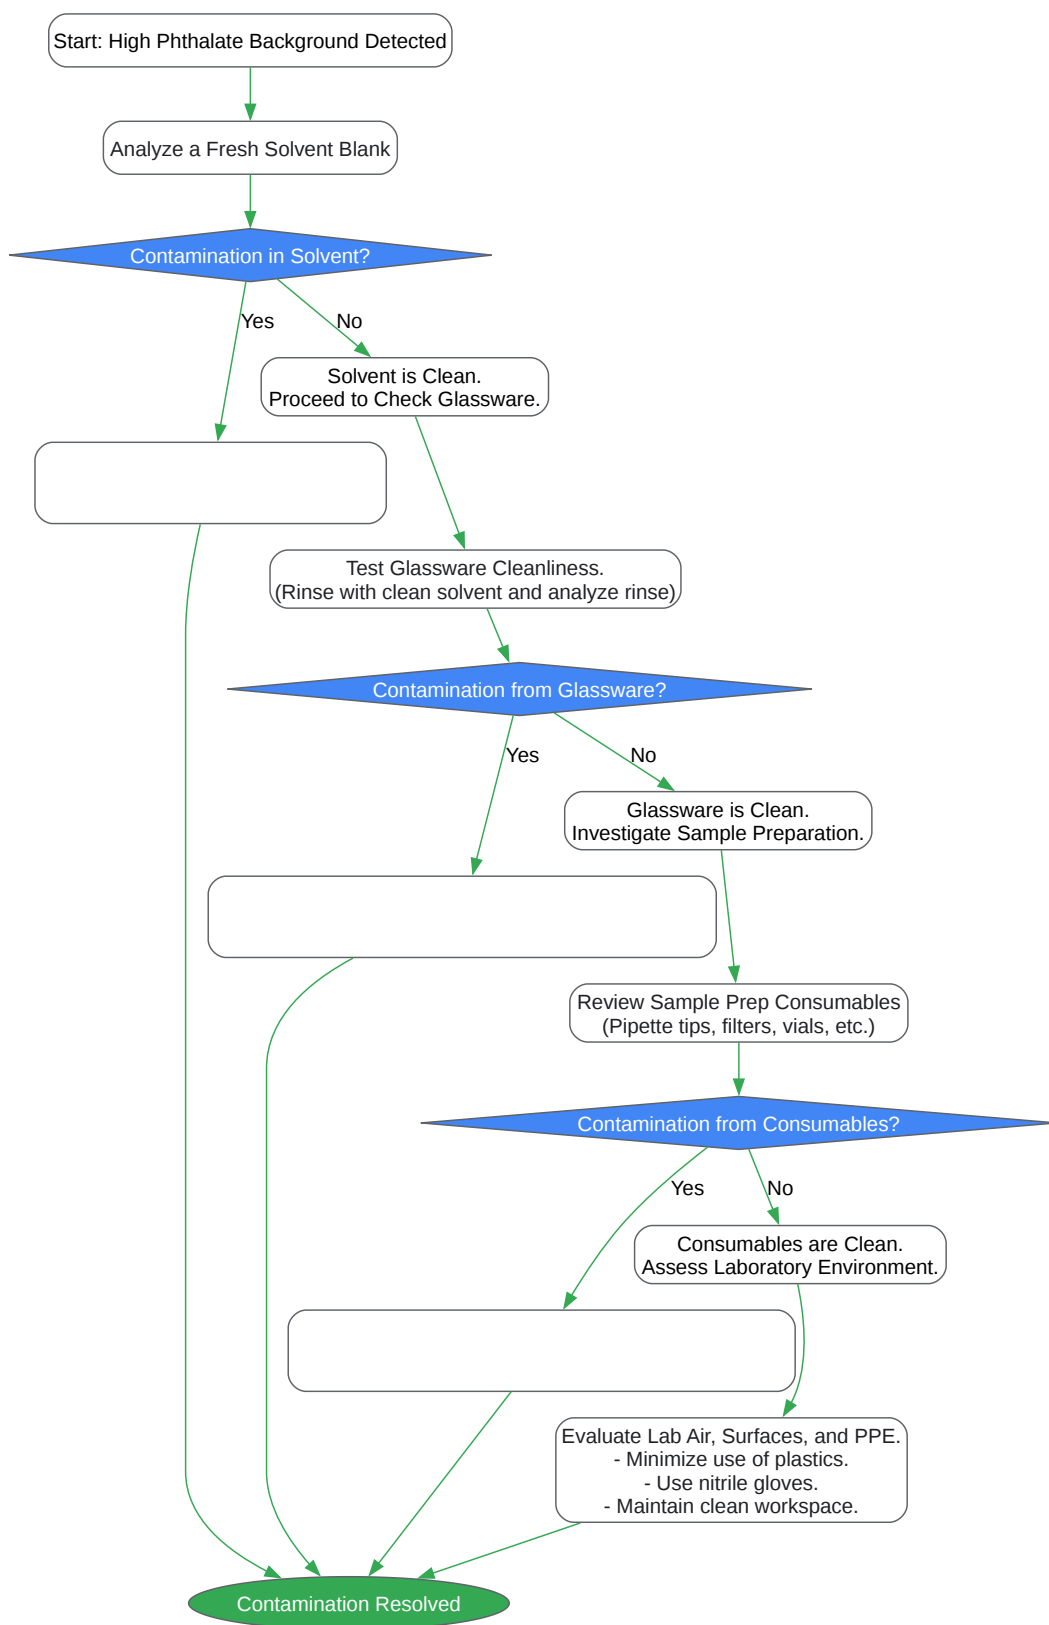 Start: High Phthalate Background Detected
Analyze a Fresh Solvent Blank
Contamination in Solvent?
Yes
No
Solvent is Clean.
Proceed to Check Glassware.
Test Glassware Cleanliness.
(Rinse with clean solvent and analyze rinse)
Contamination from Glassware?
Yes
No
Glassware is Clean.
Investigate Sample Preparation.
Review Sample Prep Consumables
(Pipette tips, filters, vials, etc.)
Contamination from Consumables?
Yes
No
Consumables are Clean.
Assess Laboratory Environment.
Evaluate Lab Air, Surfaces, and PPE.
- Minimize use of plastics.
- Use nitrile gloves.
- Maintain clean workspace.
Contamination Resolved